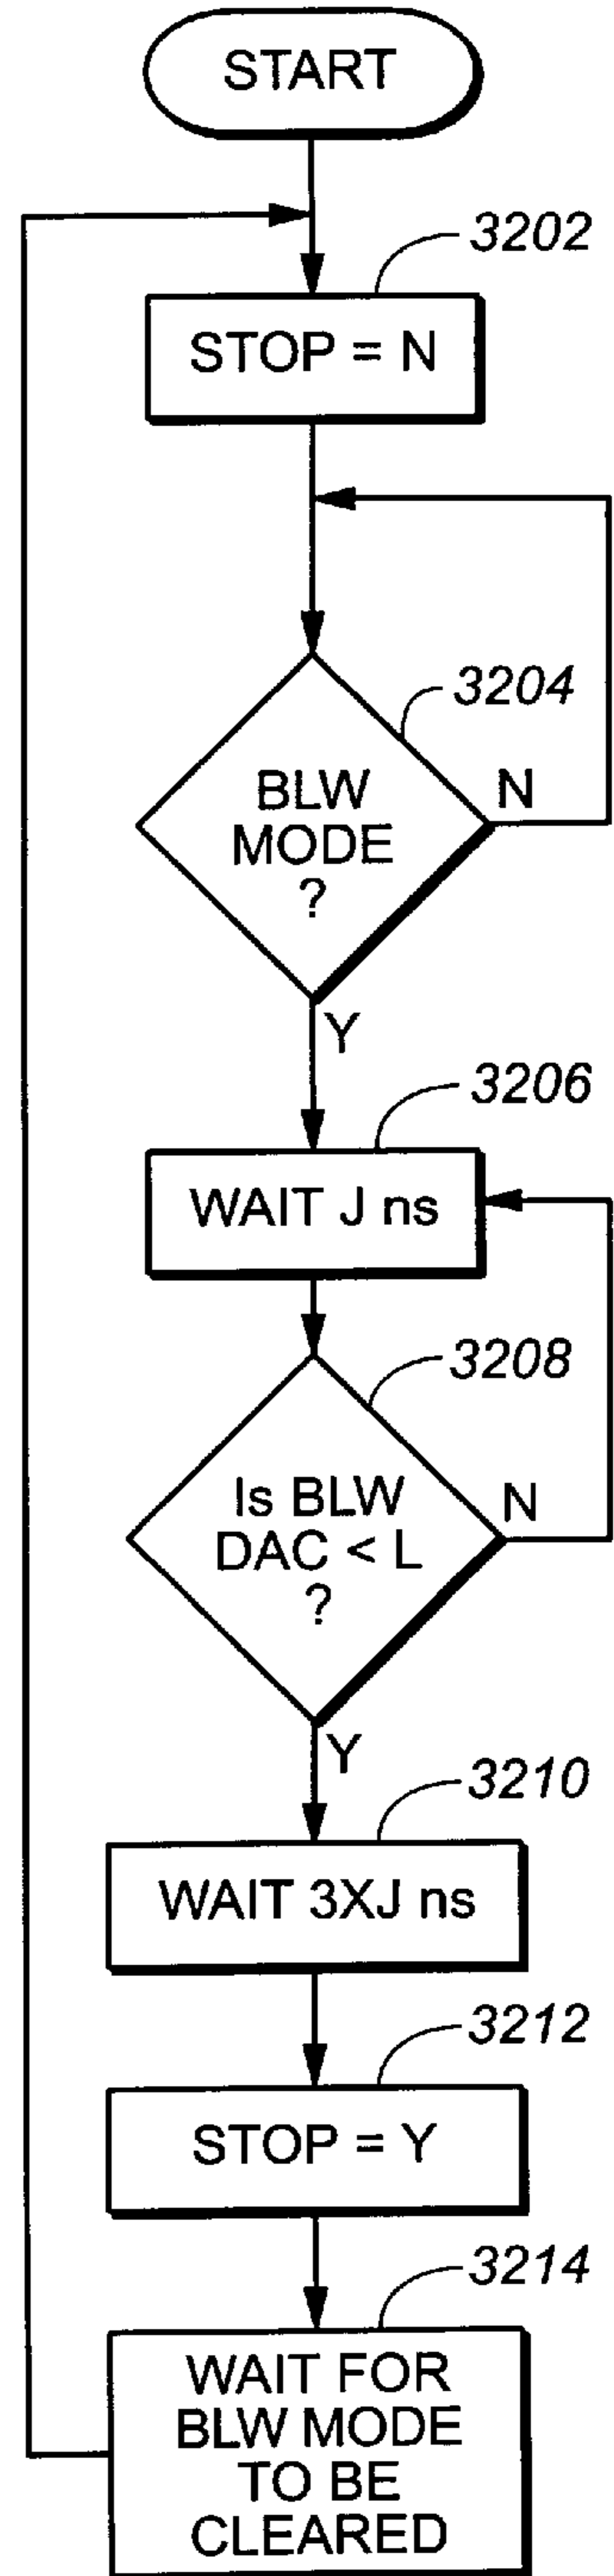 START
3202
STOP = N
3204
BLW
MODE
?
N
Y
3206
WAIT J ns
3208
Is BLW
DAC < L
?
N
Y
3210
WAIT 3XJ ns
3212
STOP = Y
3214
WAIT FOR
BLW MODE
TO BE
CLEARED